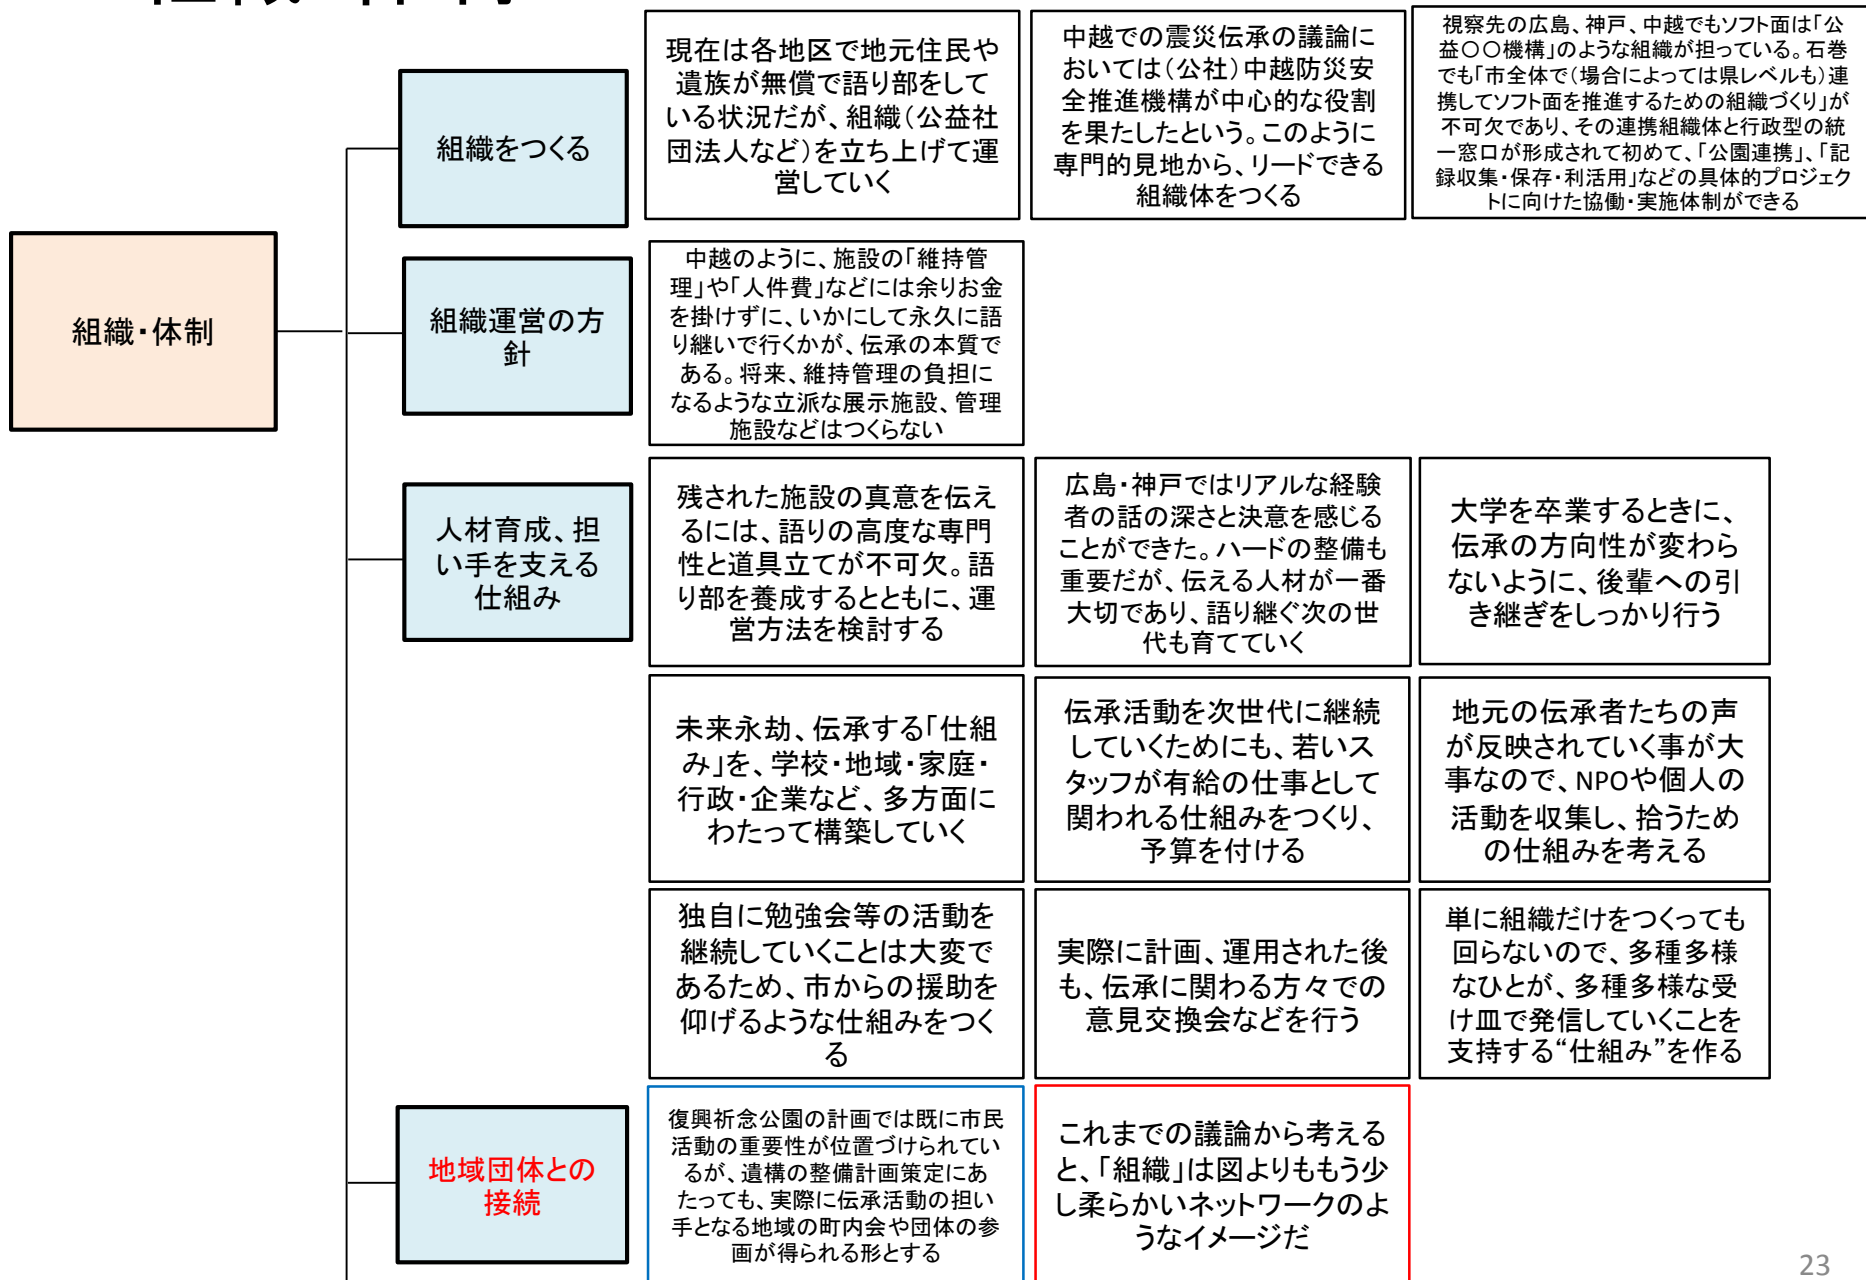 組織・体制
組織をつくる
現在は各地区で地元住民や
遺族が無償で語り部をして
いる状況だが、組織(公益社
団法人など)を立ち上げて運
営していく
中越での震災伝承の議論に
おいては(公社)中越防災安
全推進機構が中心的な役割
を果たしたという。このように
専門的見地から、リードできる
組織体をつくる
視察先の広島、神戸、中越でもソフト面は「公
益〇〇機構」のような組織が担っている。石巻
でも「市全体で(場合によっては県レベルも)連
携してソフト面を推進するための組織づくり」が
不可欠であり、その連携組織体と行政型の統
一窓口が形成されて初めて、「公園連携」、「記
録収集・保存・利活用」などの具体的プロジェク
トに向けた協働・実施体制ができる
組織運営の方
針
中越のように、施設の「維持管
理」や「人件費」などには余りお金
を掛けずに、いかにして永久に語
り継いで行くかが、伝承の本質で
ある。将来、維持管理の負担に
なるような立派な展示施設、管理
施設などはつくらない
人材育成、担
い手を支える
仕組み
残された施設の真意を伝え
るには、語りの高度な専門
性と道具立てが不可欠。語
り部を養成するとともに、運
営方法を検討する
広島・神戸ではリアルな経験
者の話の深さと決意を感じる
ことができた。ハードの整備も
重要だが、伝える人材が一番
大切であり、語り継ぐ次の世
代も育てていく
大学を卒業するときに、
伝承の方向性が変わら
ないように、後輩への引
き継ぎをしっかり行う
未来永劫、伝承する「仕組
み」を、学校・地域・家庭・
行政・企業など、多方面に
わたって構築していく
伝承活動を次世代に継続
していくためにも、若いス
タッフが有給の仕事として
関われる仕組みをつくり、
予算を付ける
地元の伝承者たちの声
が反映されていく事が大
事なので、NPOや個人の
活動を収集し、拾うため
の仕組みを考える
独自に勉強会等の活動を
継続していくことは大変で
あるため、市からの援助を
仰げるような仕組みをつく
る
実際に計画、運用された後
も、伝承に関わる方々での
意見交換会などを行う
単に組織だけをつくっても
回らないので、多種多様
なひとが、多種多様な受
け皿で発信していくことを
支持する“仕組み”を作る
地域団体との
接続
復興祈念公園の計画では既に市民
活動の重要性が位置づけられてい
るが、遺構の整備計画策定にあ
たっても、実際に伝承活動の担い
手となる地域の町内会や団体の参
画が得られる形とする
これまでの議論から考える
と、「組織」は図よりももう少
し柔らかいネットワークのよ
うなイメージだ
23